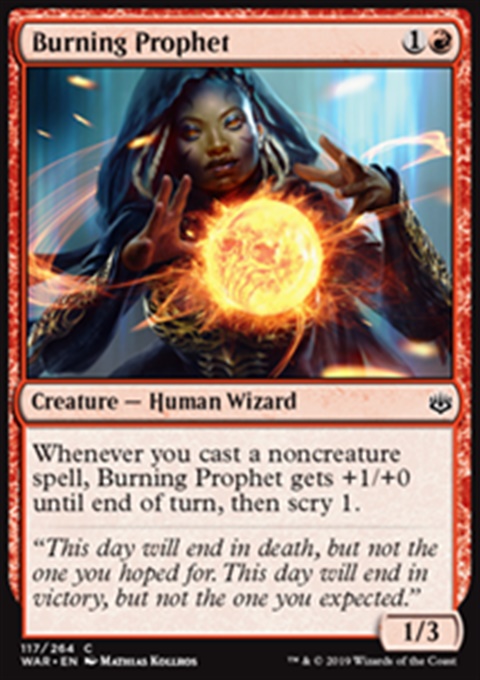 Burning Prophet 1
Creature — Human Wizard
Whenever you cast a noncreature
spell, Burning Prophet gets +1/+0
until end of turn, then scry 1.
“This day will end in death, but not the
one you hoped for. This day will end in
victory, but not the one you expected.”
1/3
117/264 C
WAR • EN Mathias Kollros
™ & © 2019 Wizards of the Coast